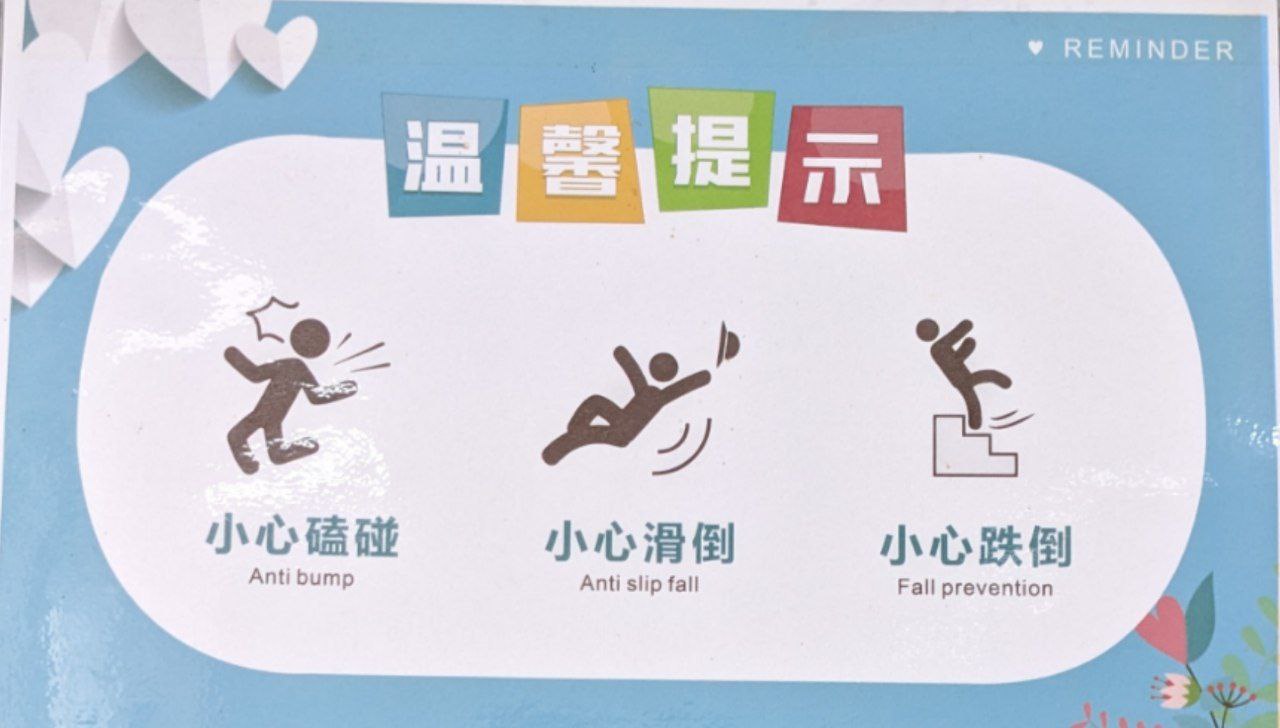 REMINDER
温馨提示
小心磕碰
Anti bump
小心滑倒
Anti slip fall
小心跌倒
Fall prevention